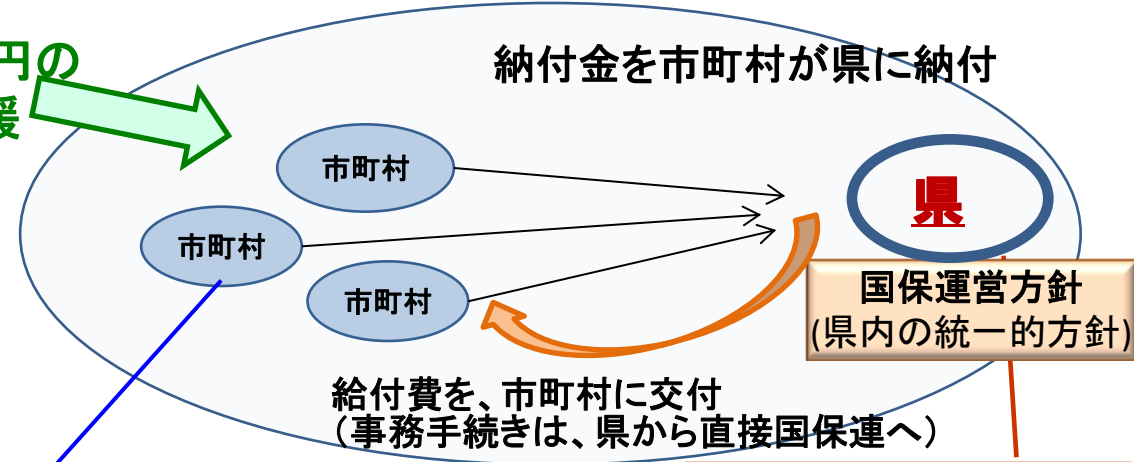 円の
援
納付金を市町村が県に納付
市町村
県
市町村
市町村
国保運営方針
(県内の統一的方針)
給付費を、市町村に交付
（事務手続きは、県から直接国保連へ）